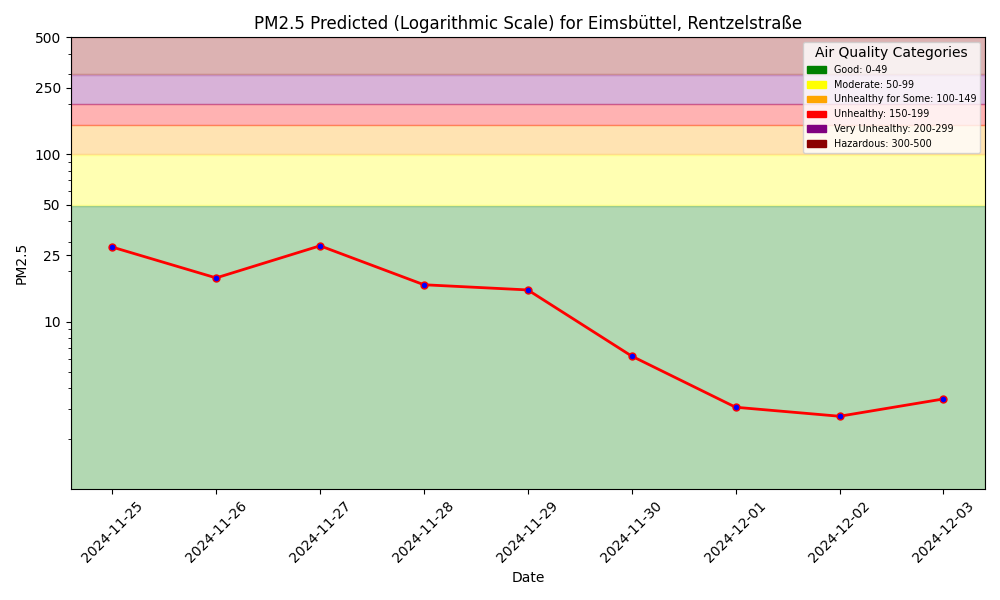 PM2.5 Predicted (Logarithmic Scale) for Eimsbüttel, Rentzelstraße
Air Quality Categories
Good: 0-49
Moderate: 50-99
Unhealthy for Some: 100-149
Unhealthy: 150-199
Very Unhealthy: 200-299
Hazardous: 300-500
500
250
100
50
25
10
PM2.5
2024-11-25
2024-11-26
2024-11-27
2024-11-28
2024-11-29
2024-11-30
2024-12-01
2024-12-02
2024-12-03
Date